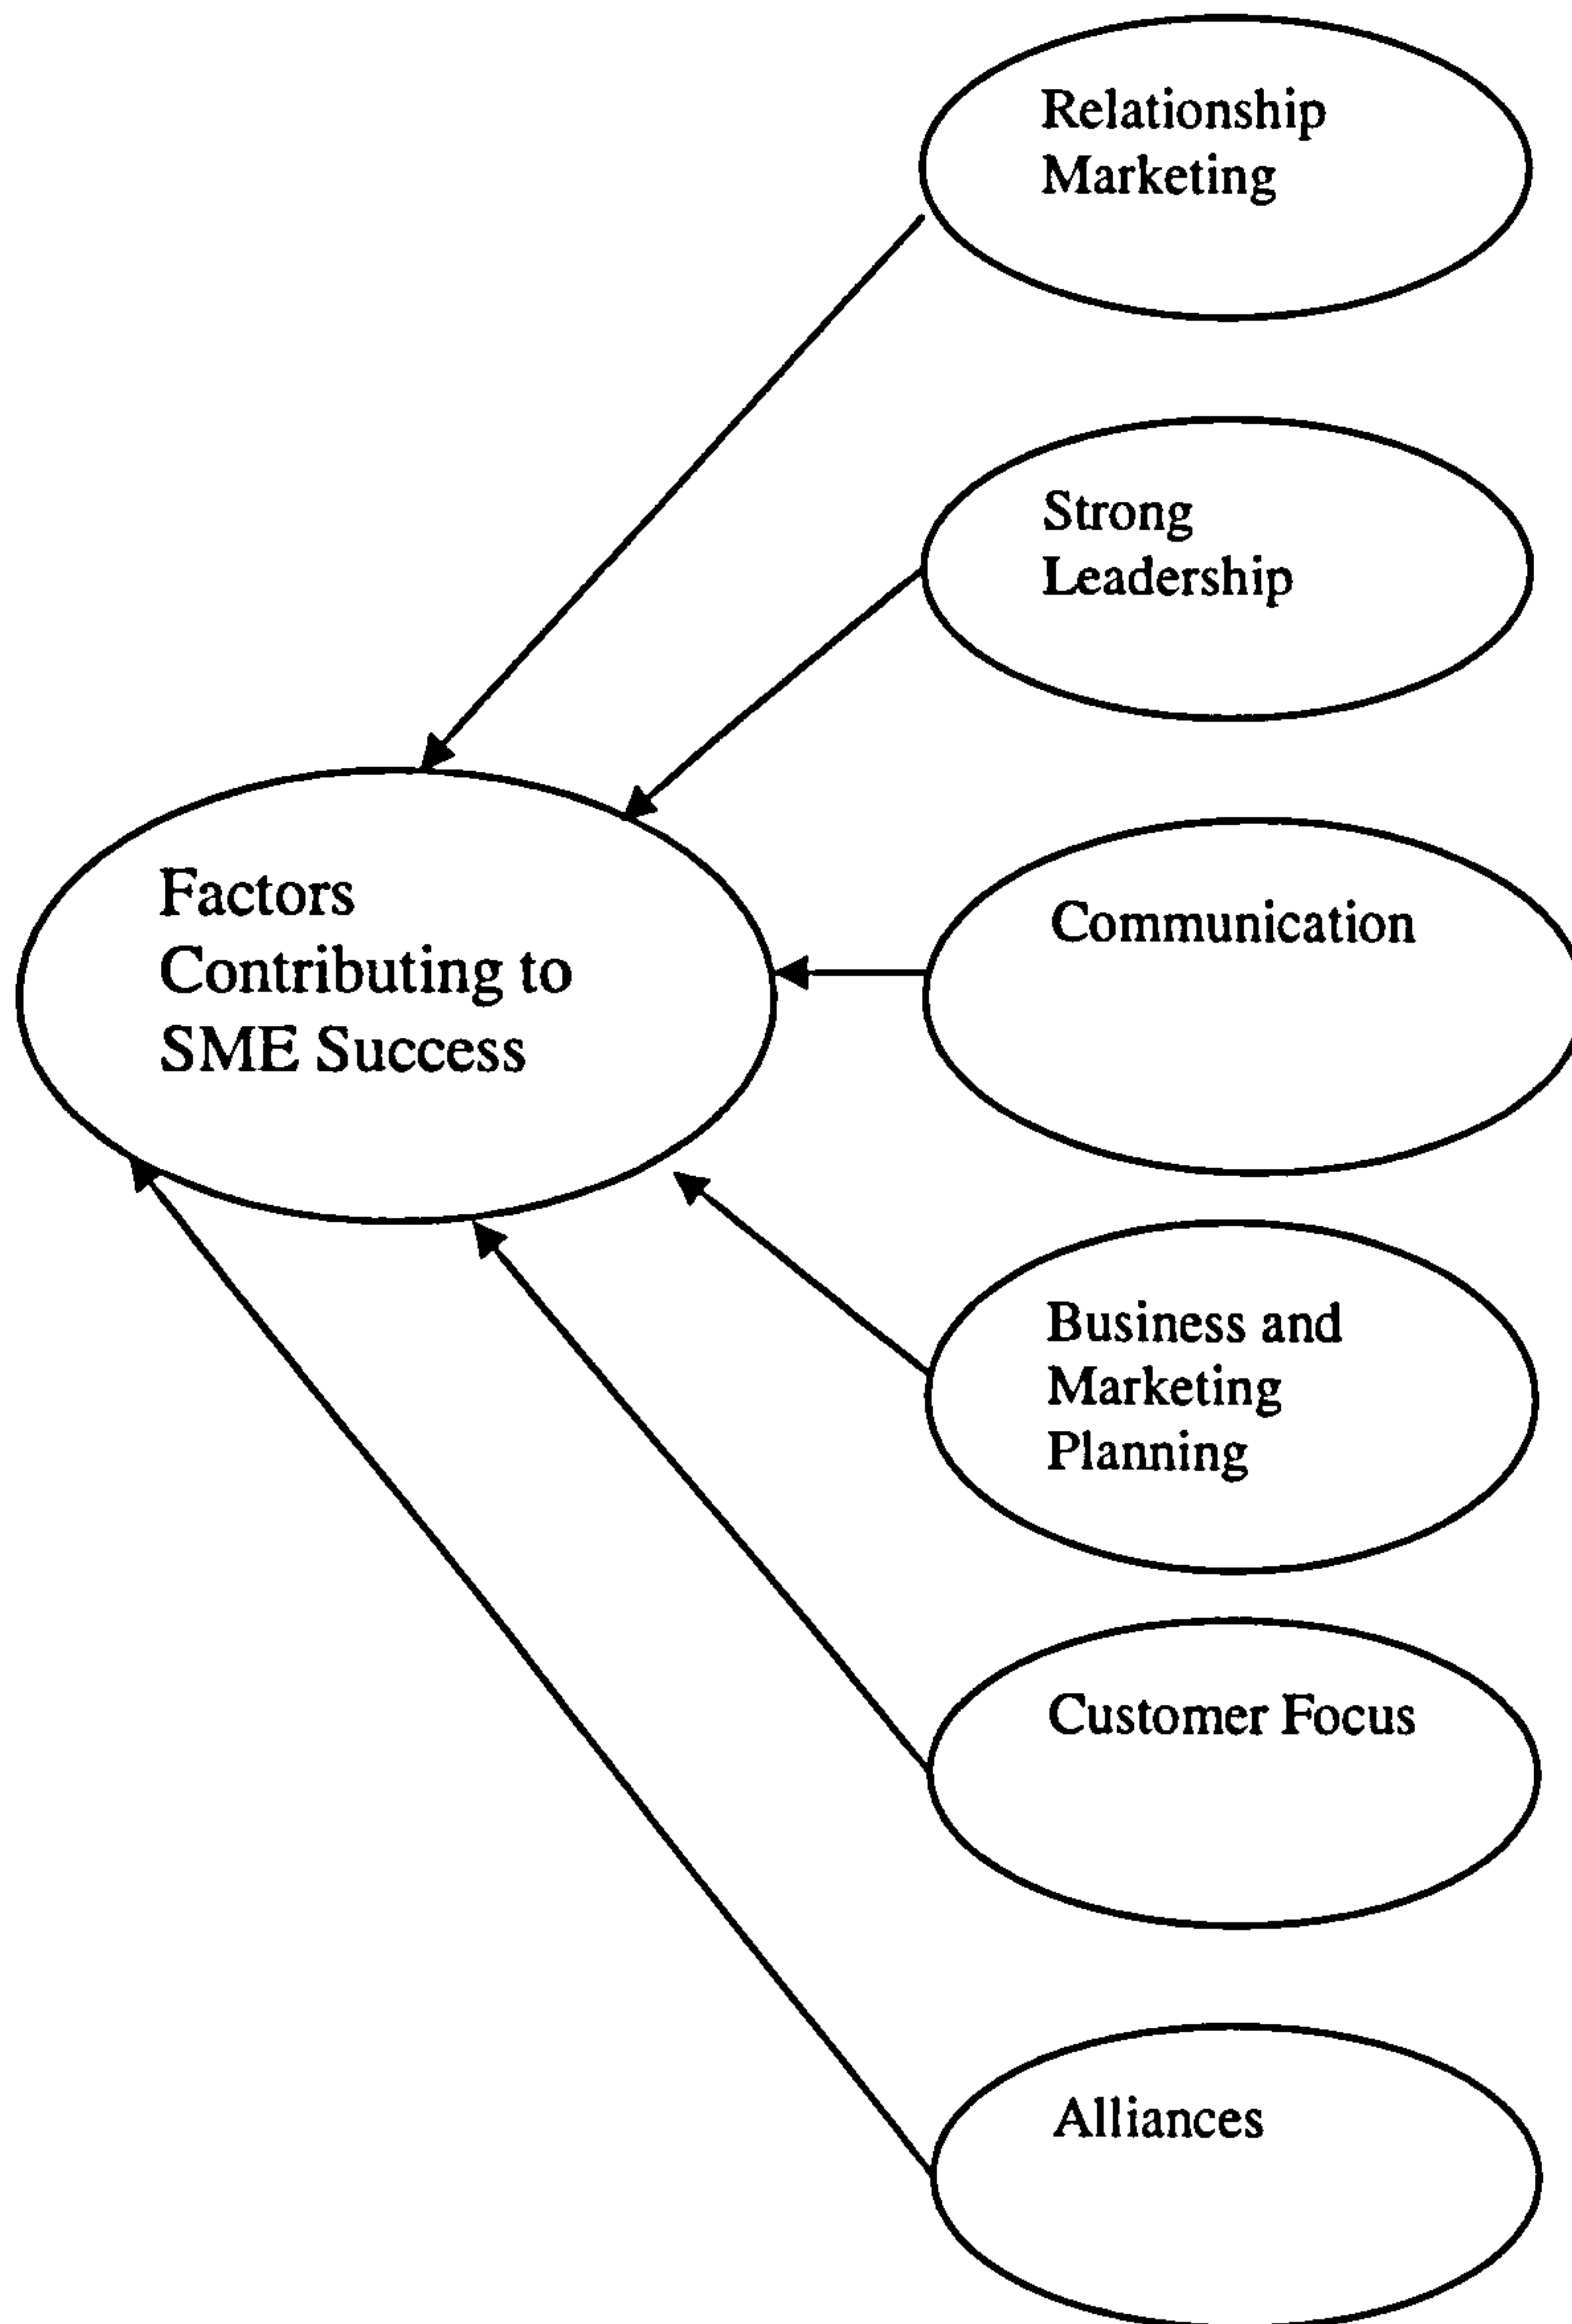 Relationship
Marketing
Strong
Leadership
Factors
Contributing to
SME Success
Communication
Business and
Marketing
Planning
Customer Focus
Alliances